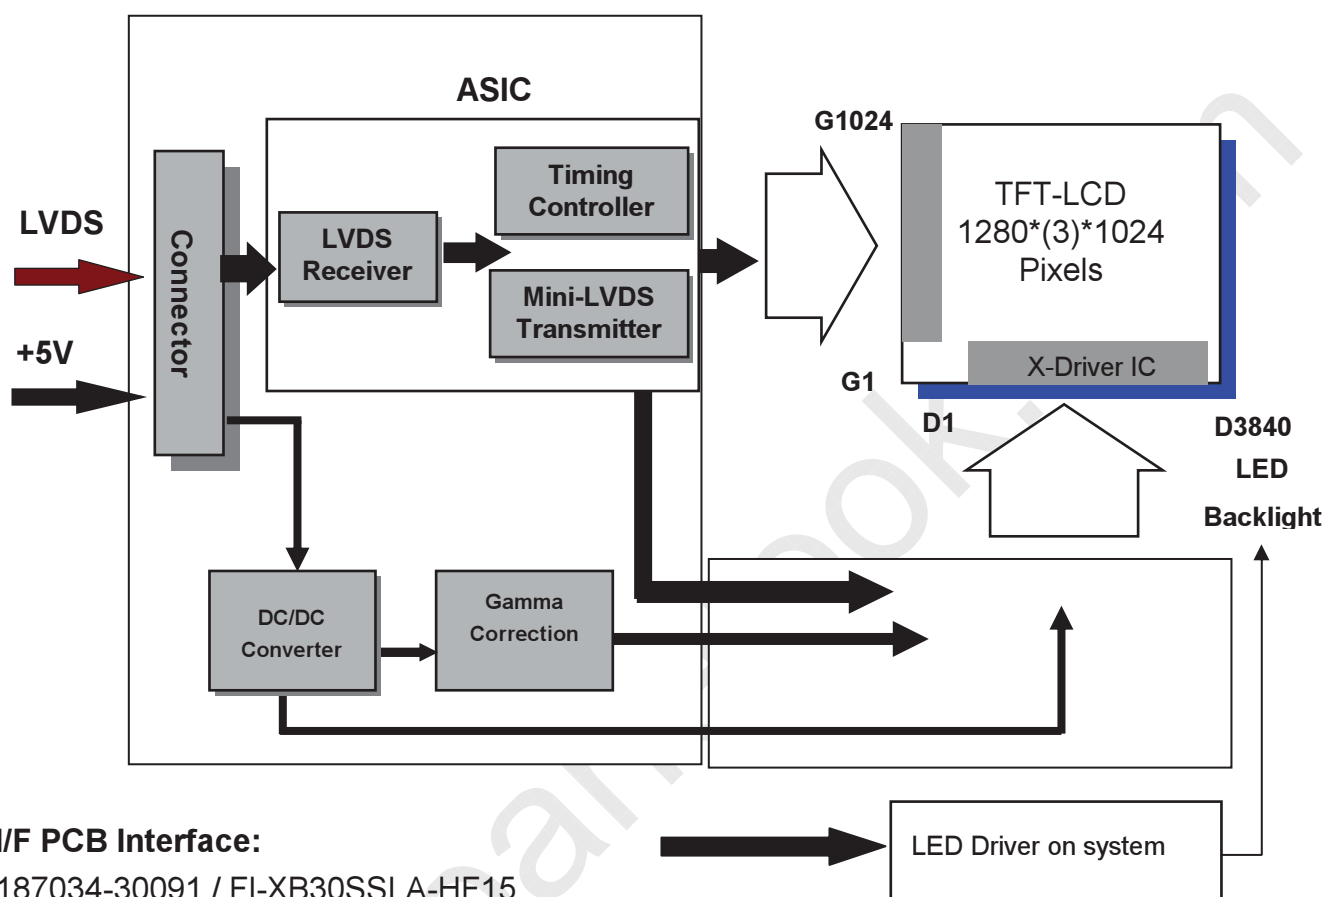 ASIC
G1024
LVDS
Connector
LVDS
Receiver
Timing
Controller
Mini-LVDS
Transmitter
TFT-LCD
1280*(3)*1024
Pixels
+5V
X-Driver IC
G1
D1
D3840
LED
Backlight
DC/DC
Converter
Gamma
Correction
I/F PCB Interface:
187034-30091 / FI-XB30SSLA-HF15
LED Driver on system